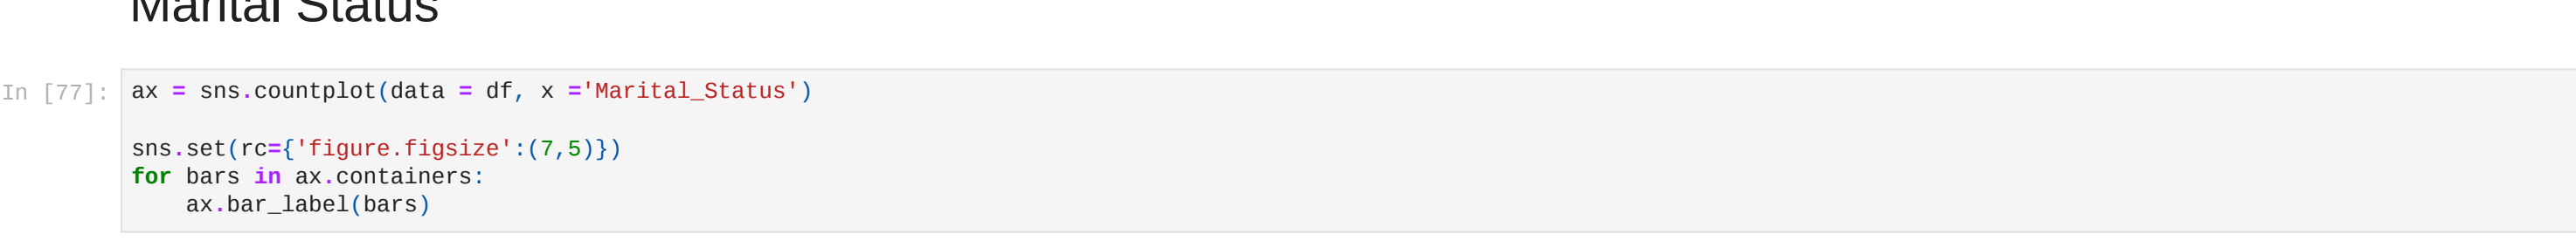 Marital Status
In [77]: ax = sns.countplot(data = df, x ='Marital_Status')
sns.set(rc={'figure.figsize':(7,5)})
for bars in ax.containers:
    ax.bar_label(bars)